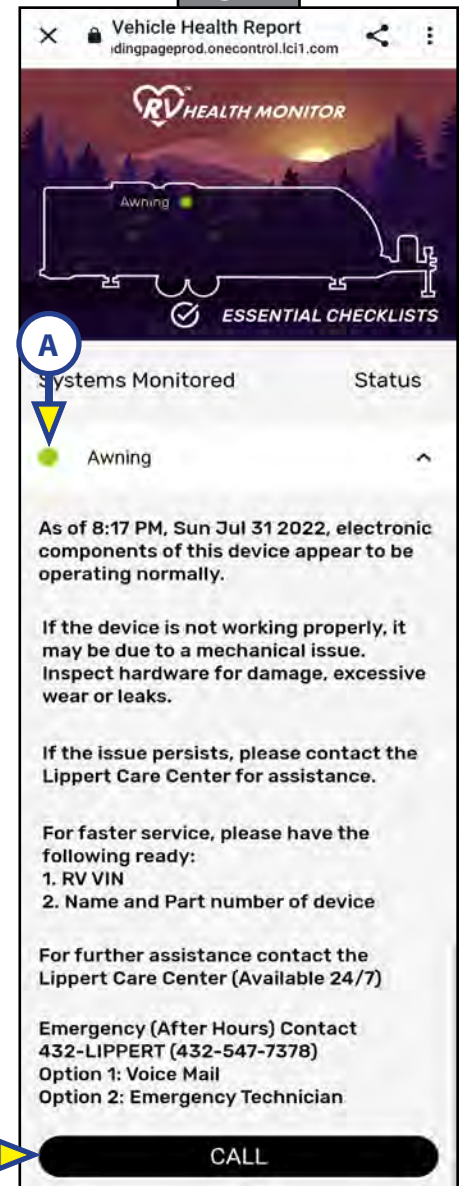 Vehicle Health Report
dingpageprod.onecontrol.lci1.com
RV HEALTH MONITOR
Awning
ESSENTIAL CHECKLISTS
A
Systems Monitored Status
Awning
As of 8:17 PM, Sun Jul 31 2022, electronic
components of this device appear to be
operating normally.
If the device is not working properly, it
may be due to a mechanical issue.
Inspect hardware for damage, excessive
wear or leaks.
If the issue persists, please contact the
Lippert Care Center for assistance.
For faster service, please have the
following ready:
1. RV VIN
2. Name and Part number of device
For further assistance contact the
Lippert Care Center (Available 24/7)
Emergency (After Hours) Contact
432-LIPPERT (432-547-7378)
Option 1: Voice Mail
Option 2: Emergency Technician
CALL